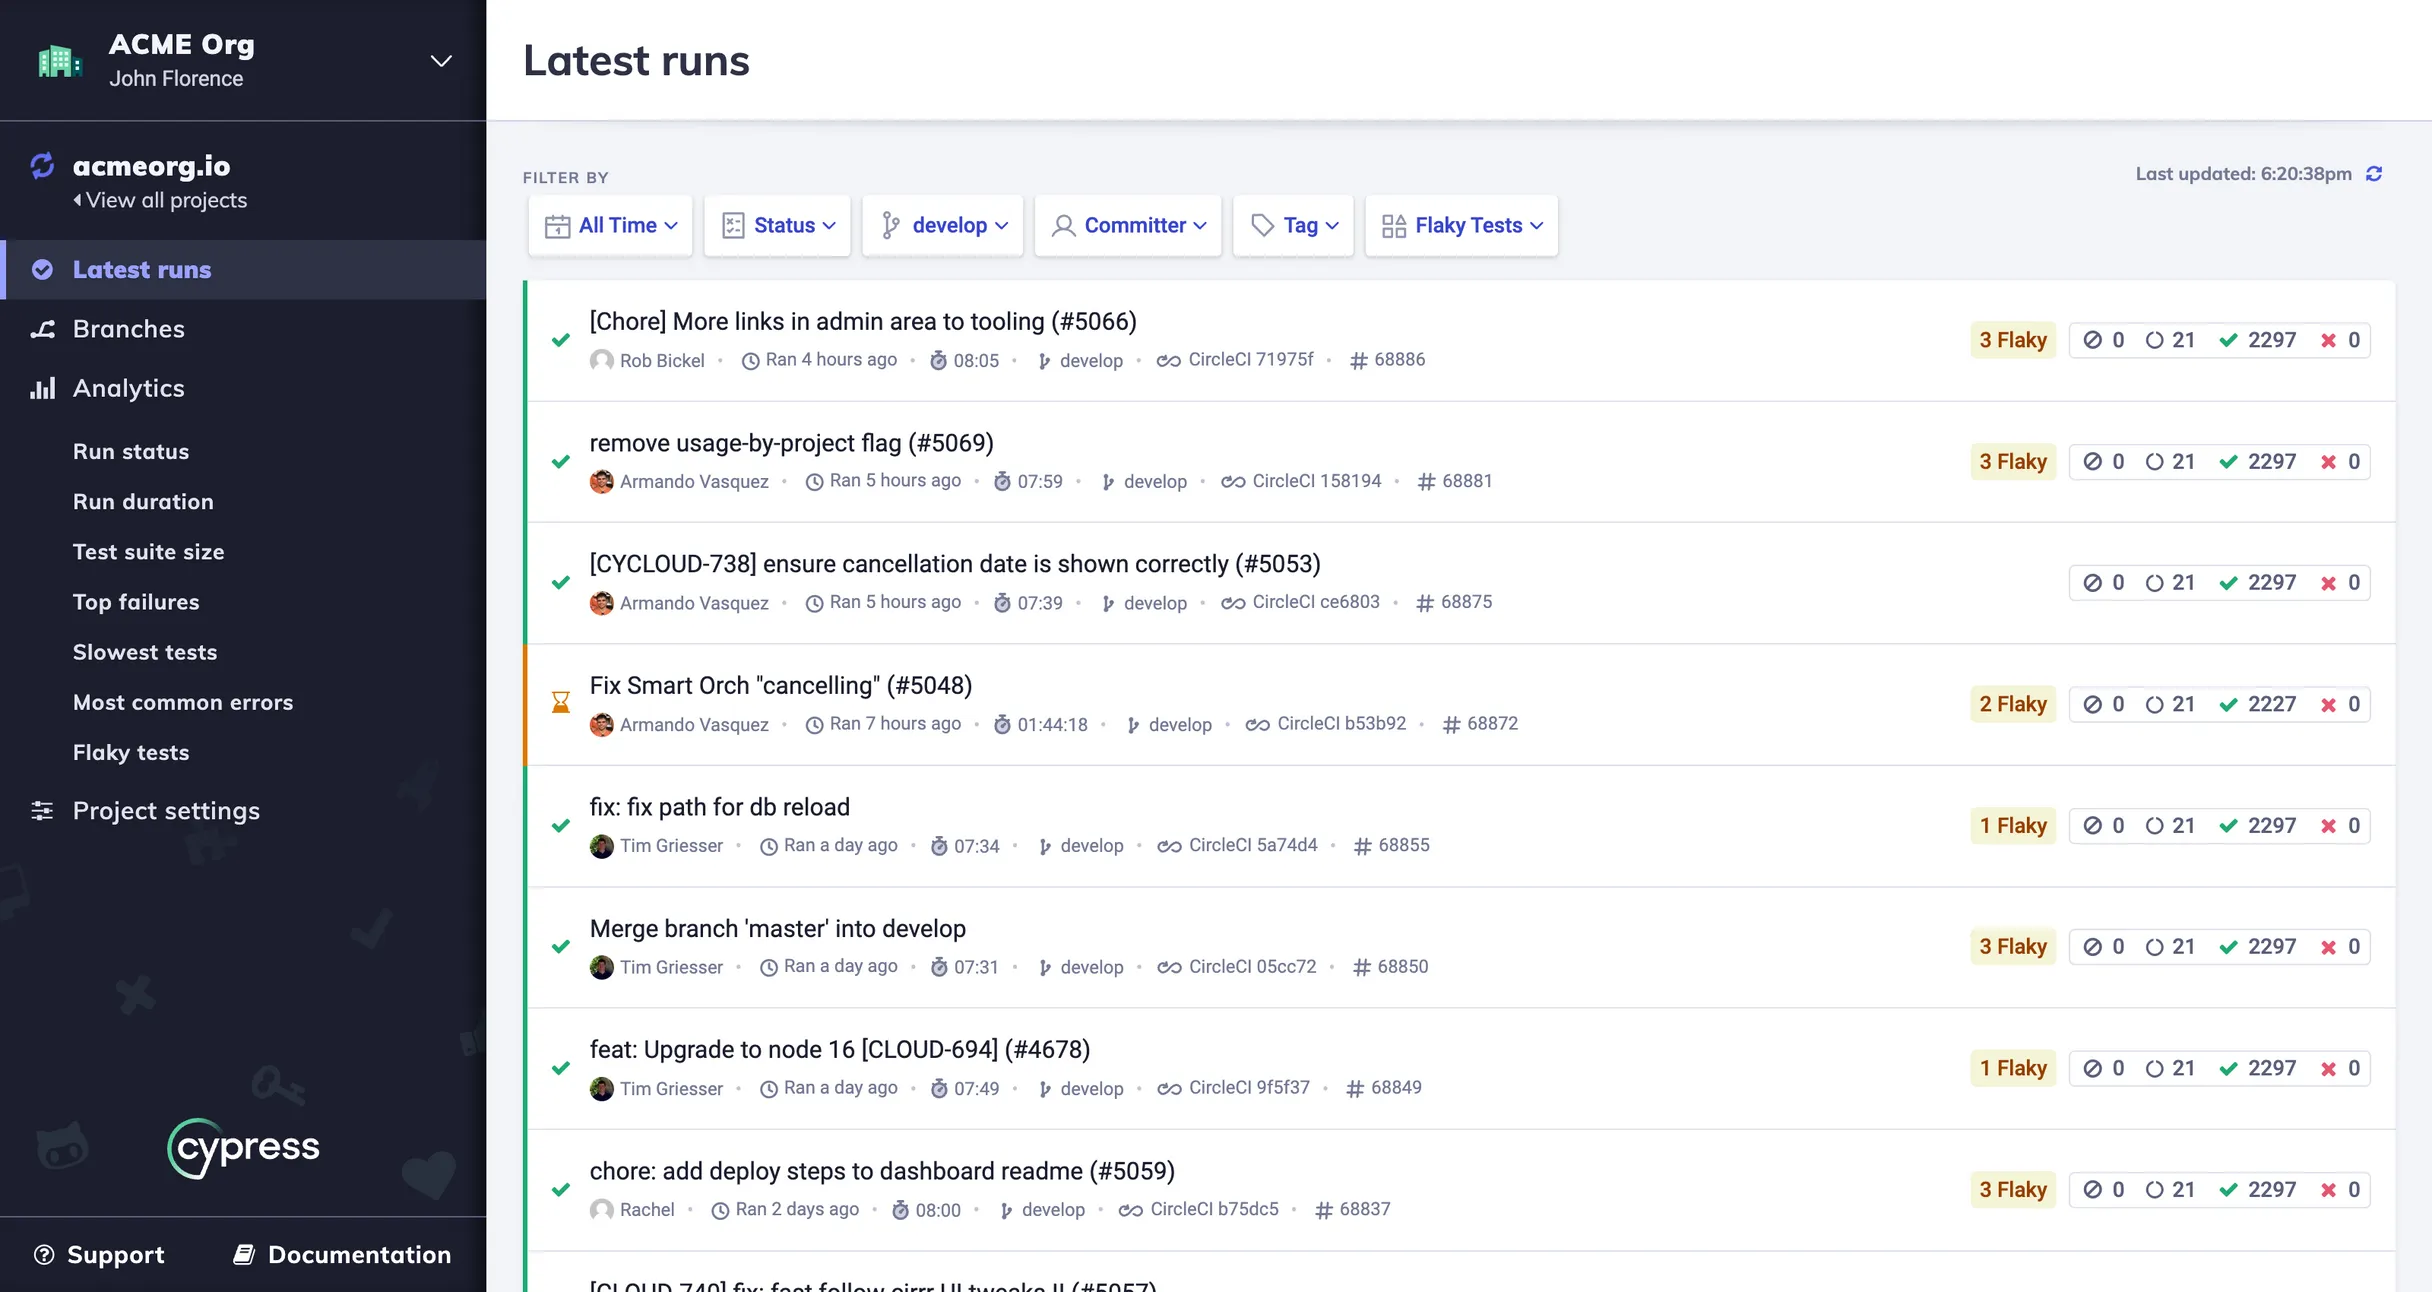 ACME Org
John Florence
acmeorg.io
View all projects
Latest runs
Branches
Analytics
Run status
Run duration
Test suite size
Top failures
Slowest tests
Most common errors
Flaky tests
Project settings
cypress
Support Documentation
Latest runs
FILTER BY
Last updated: 6:20:38pm
All Time Status develop Committer Tag Flaky Tests
[Chore] More links in admin area to tooling (#5066)
Rob Bickel • Ran 4 hours ago • 08:05 • develop • CircleCI 71975f • # 68886
3 Flaky 0 21 2297 0
remove usage-by-project flag (#5069)
Armando Vasquez • Ran 5 hours ago • 07:59 • develop • CircleCI 158194 • # 68881
3 Flaky 0 21 2297 0
[CYCLOUD-738] ensure cancellation date is shown correctly (#5053)
Armando Vasquez • Ran 5 hours ago • 07:39 • develop • CircleCI ce6803 • # 68875
0 21 2297 0
Fix Smart Orch "cancelling" (#5048)
Armando Vasquez • Ran 7 hours ago • 01:44:18 • develop • CircleCI b53b92 • # 68872
2 Flaky 0 21 2227 0
fix: fix path for db reload
Tim Griesser • Ran a day ago • 07:34 • develop • CircleCI 5a74d4 • # 68855
1 Flaky 0 21 2297 0
Merge branch 'master' into develop
Tim Griesser • Ran a day ago • 07:31 • develop • CircleCI 05cc72 • # 68850
3 Flaky 0 21 2297 0
feat: Upgrade to node 16 [CLOUD-694] (#4678)
Tim Griesser • Ran a day ago • 07:49 • develop • CircleCI 9f5f37 • # 68849
1 Flaky 0 21 2297 0
chore: add deploy steps to dashboard readme (#5059)
Rachel • Ran 2 days ago • 08:00 • develop • CircleCI b75dc5 • # 68837
3 Flaky 0 21 2297 0
[CLOUD-740] fix: fast follow cirrr UI tweaks II (#5057)